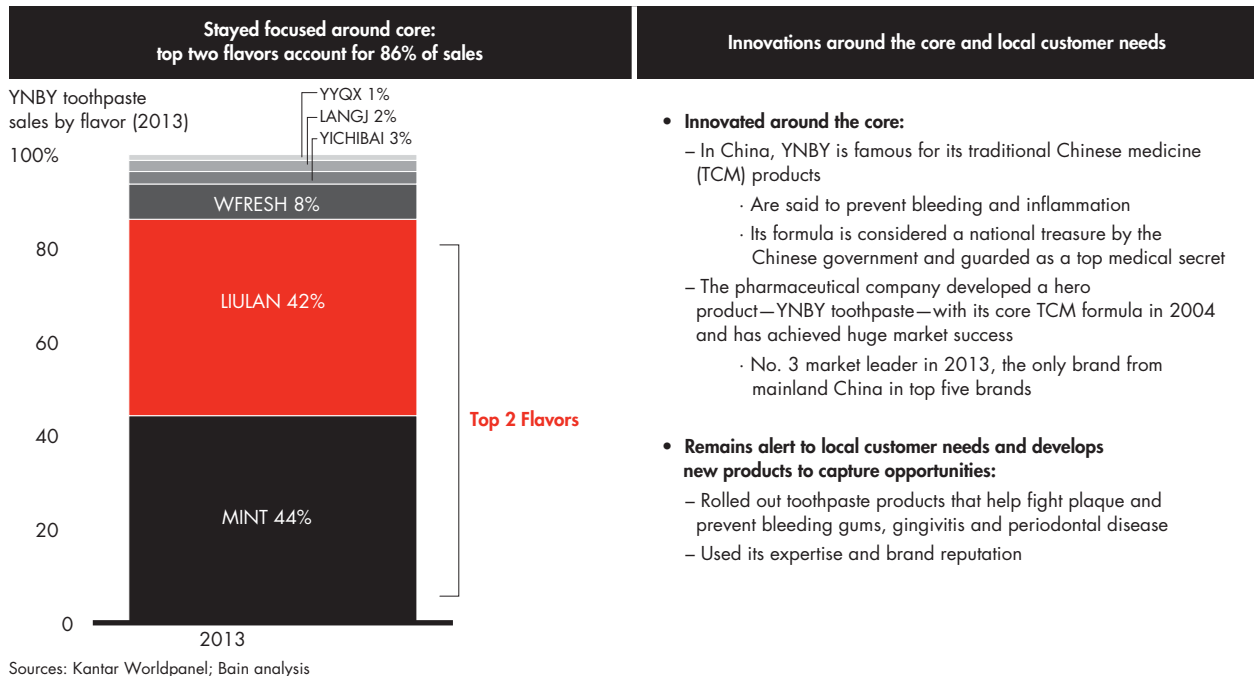 Stayed focused around core:
top two flavors account for 86% of sales
YNBY toothpaste
sales by flavor (2013)
YYQX 1%
LANGJ 2%
YICHIBAI 3%
100%
WFRESH 8%
80
LIULAN 42%
60
Top 2 Flavors
40
MINT 44%
20
0
2013
Innovations around the core and local customer needs
• Innovated around the core:
– In China, YNBY is famous for its traditional Chinese medicine
(TCM) products
· Are said to prevent bleeding and inflammation
· Its formula is considered a national treasure by the
Chinese government and guarded as a top medical secret
– The pharmaceutical company developed a hero
product—YNBY toothpaste—with its core TCM formula in 2004
and has achieved huge market success
· No. 3 market leader in 2013, the only brand from
mainland China in top five brands
• Remains alert to local customer needs and develops
new products to capture opportunities:
– Rolled out toothpaste products that help fight plaque and
prevent bleeding gums, gingivitis and periodontal disease
– Used its expertise and brand reputation
Sources: Kantar Worldpanel; Bain analysis